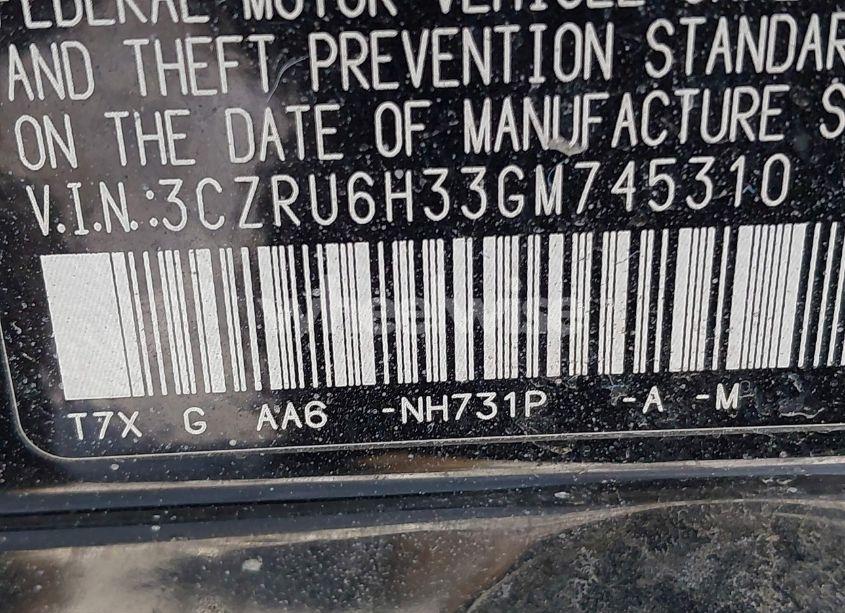 FEDERAL MOTOR VEHICLE
AND THEFT PREVENTION STANDAR
ON THE DATE OF MANUFACTURE S
V.I.N.:3CZRU6H33GM745310
T7X G AA6 -NH731P -A -M